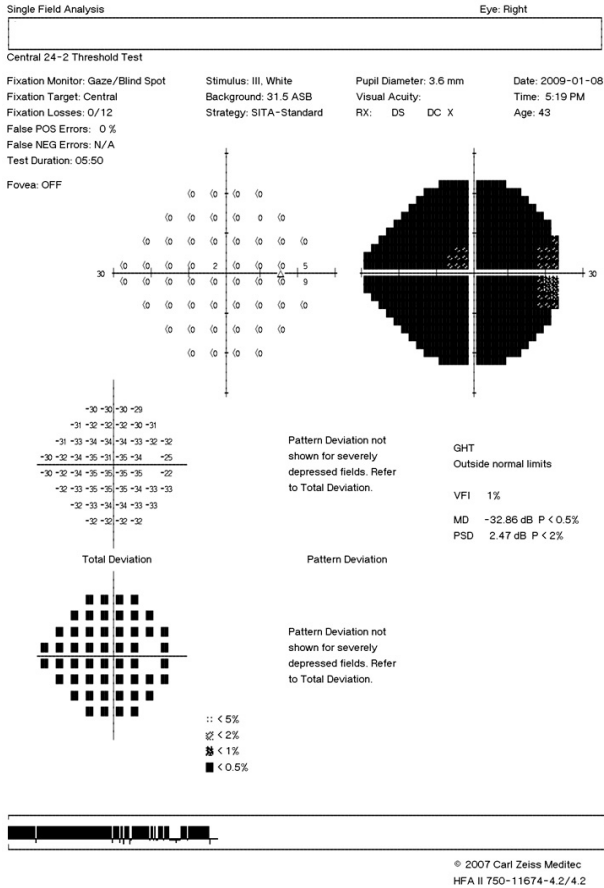 Single Field Analysis
Eye: Right
Central 24-2 Threshold Test
Fixation Monitor: Gaze/Blind Spot
Fixation Target: Central
Fixation Losses: 0/12
False POS Errors: 0 %
False NEG Errors: N/A
Test Duration: 05:50
Fovea: OFF
Stimulus: III, White
Background: 31.5 ASB
Strategy: SITA-Standard
Pupil Diameter: 3.6 mm
Visual Acuity:
RX: DS DC X
Date: 2009-01-08
Time: 5:19 PM
Age: 43
<0 <0 <0 <0
<0 <0 <0 <0 0 <0
<0 <0 <0 <0 <0 <0 <0 <0
<0 <0 <0 <0 2 <0 <0 <0 5
30
30
<0 <0 <0 <0 <0 <0 <0 <0 9
<0 <0 <0 <0 <0 <0 <0 <0
<0 <0 <0 <0 <0 <0
<0 <0 <0 <0
-30 -30 -30 -29
-31 -32 -32 -32 -30 -31
-31 -33 -34 -34 -34 -33 -32 -32
-30 -32 -34 -35 -31 -35 -34 -25
-30 -32 -34 -35 -35 -35 -35 -22
-32 -33 -35 -35 -35 -34 -34 -33
-32 -33 -34 -34 -33 -33
-32 -32 -32 -32
Total Deviation
Pattern Deviation not
shown for severely
depressed fields. Refer
to Total Deviation.
Pattern Deviation
GHT
Outside normal limits
VFI 1%
MD -32.86 dB P < 0.5%
PSD 2.47 dB P < 2%
Pattern Deviation not
shown for severely
depressed fields. Refer
to Total Deviation.
< 5%
< 2%
< 1%
< 0.5%
© 2007 Carl Zeiss Meditec
HFA II 750-11674-4.2/4.2